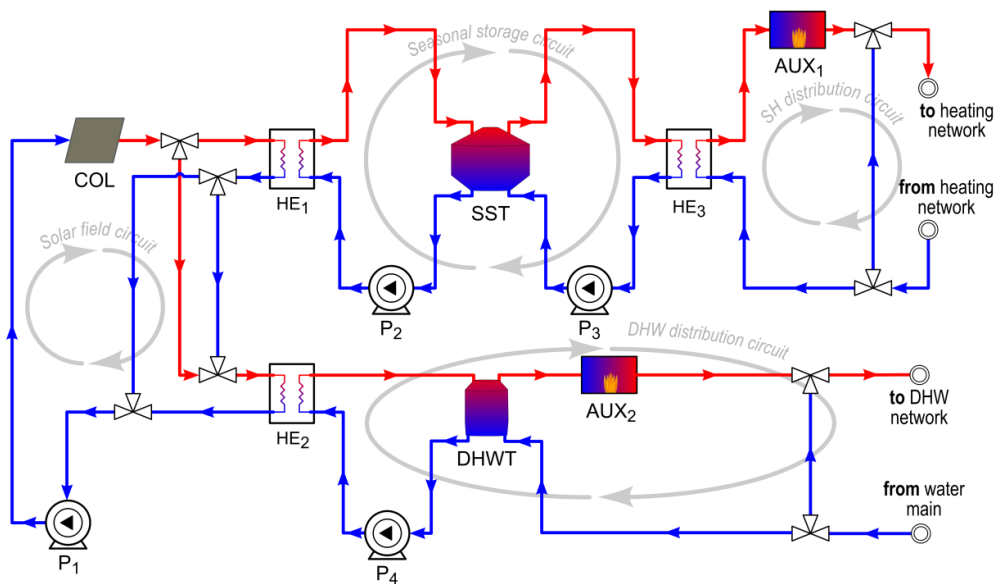 Seasonal storage circuit
AUX₁
SH distribution circuit
to heating
network
COL
HE₁
SST
HE₃
from heating
network
Solar field circuit
P₂
P₃
DHW distribution circuit
AUX₂
to DHW
network
HE₂
DHWT
from water
main
P₁
P₄